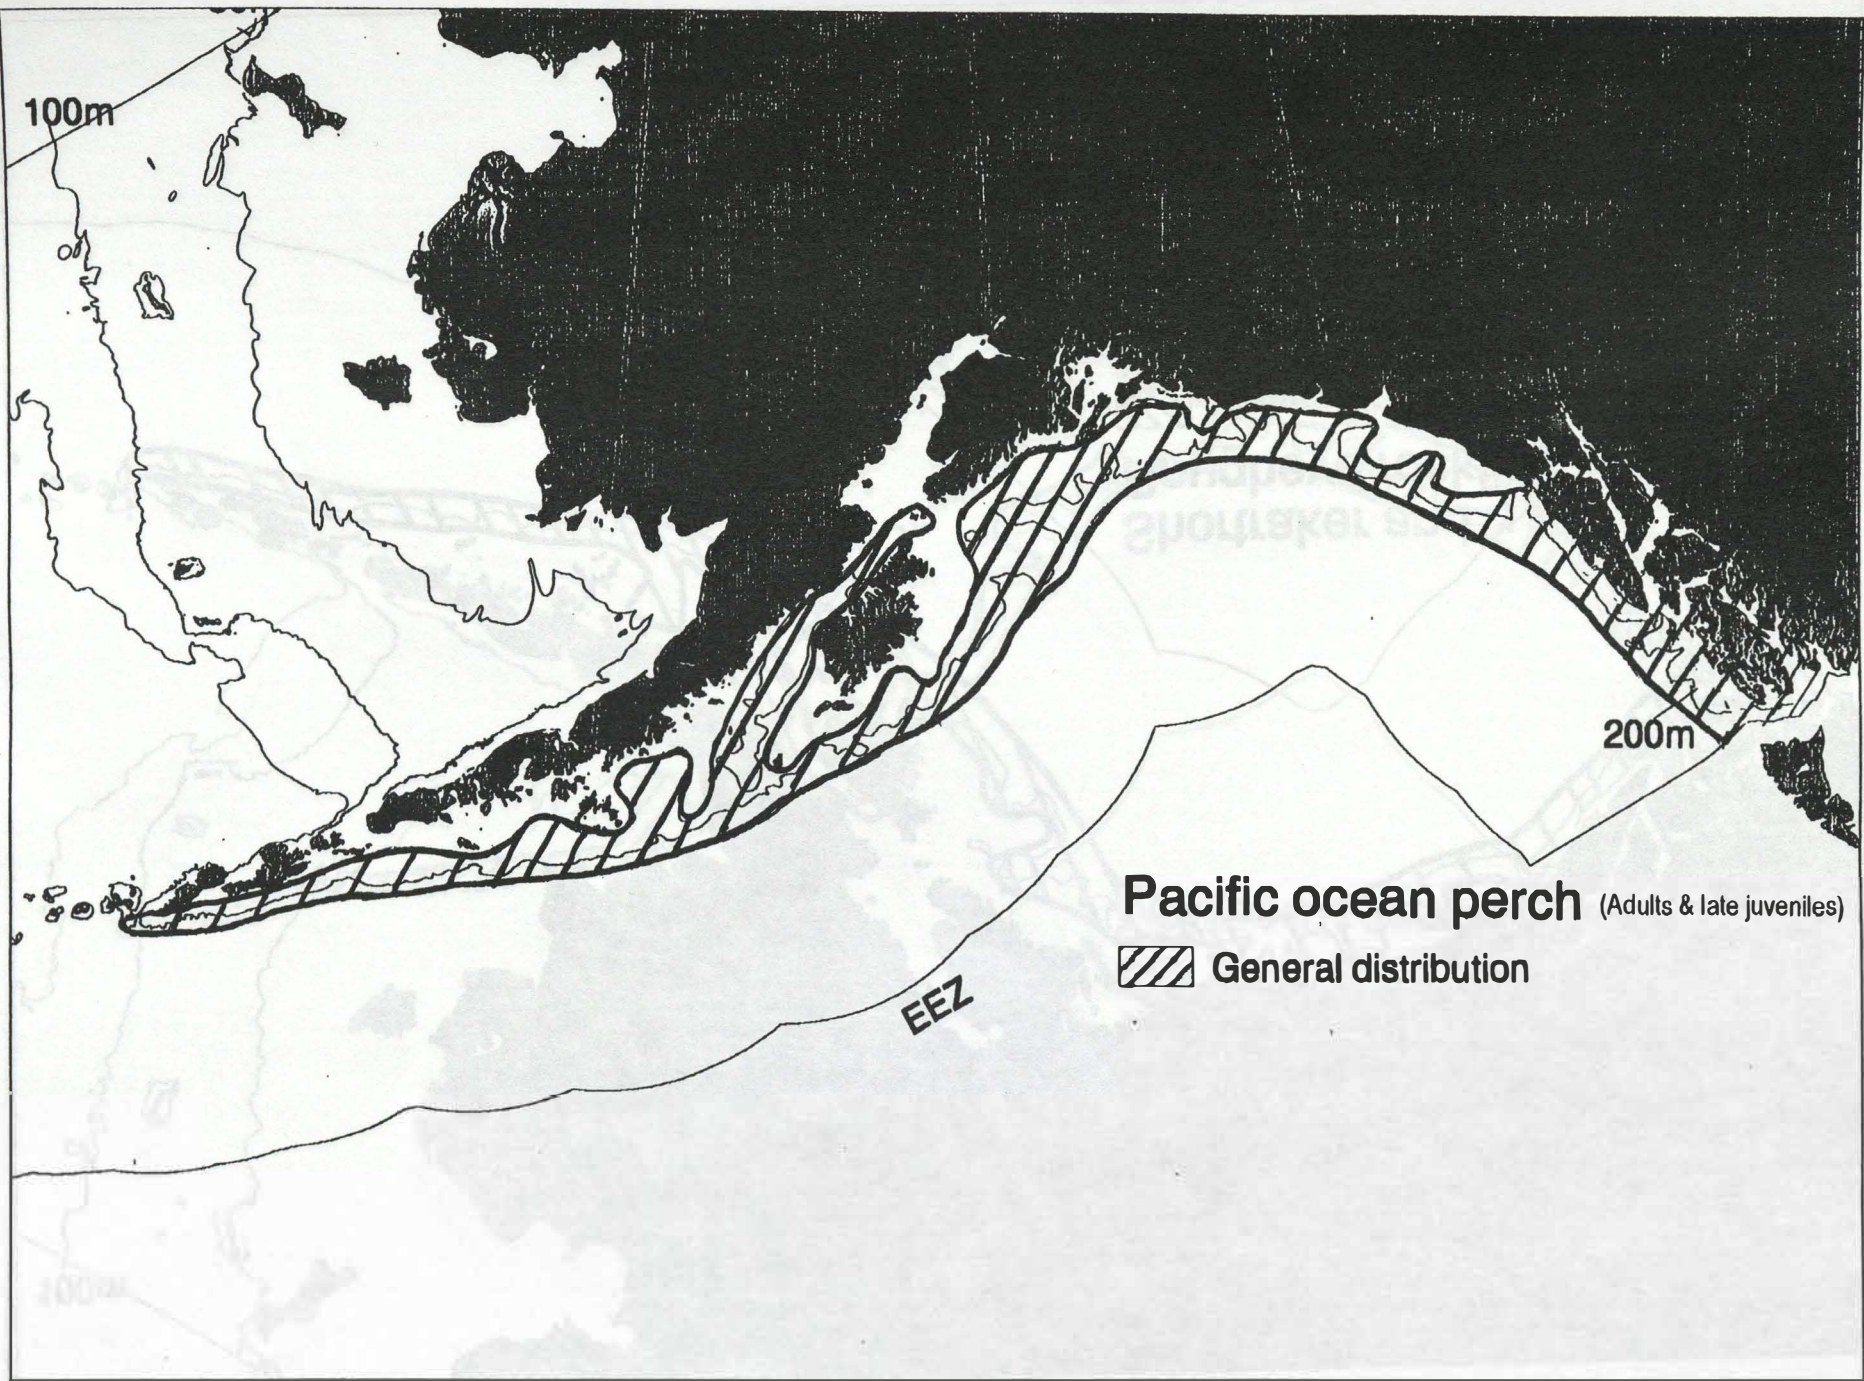 100m
200m
Pacific ocean perch (Adults & late juveniles)
General distribution
EEZ